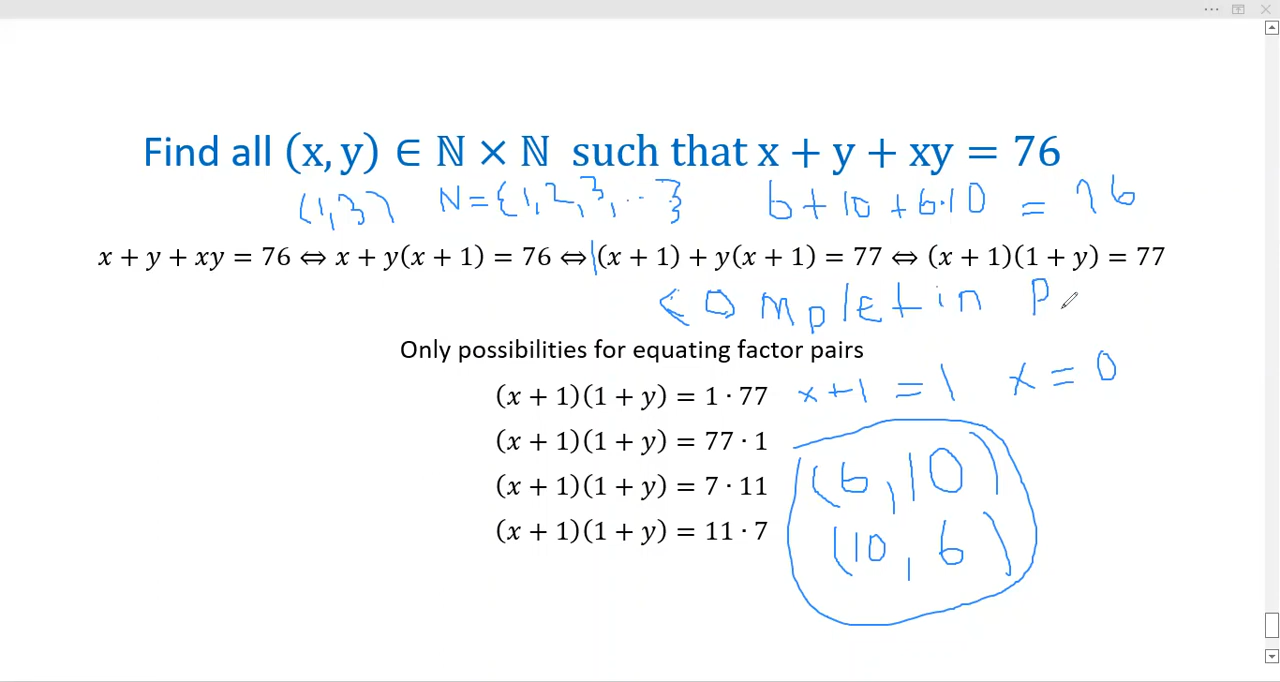 Find all (x, y) ∈ ℕ × ℕ such that x + y + xy = 76
(1,3) N = {1,2,3,...} 6+10+6·10 = 76
x + y + xy = 76 ⇔ x + y(x + 1) = 76 ⇔ (x + 1) + y(x + 1) = 77 ⇔ (x + 1)(1 + y) = 77
Completin P
Only possibilities for equating factor pairs
(x + 1)(1 + y) = 1 · 77 x+1 = 1 x = 0
(x + 1)(1 + y) = 77 · 1
(x + 1)(1 + y) = 7 · 11 (6,10)
(x + 1)(1 + y) = 11 · 7 (10,6)